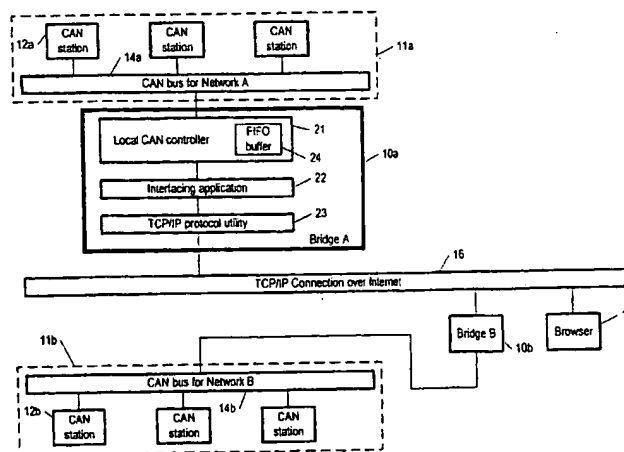 12a
CAN
station
CAN
station
CAN
station
11a
14a
CAN bus for Network A
21
Local CAN controller
FIFO
buffer
24
10a
Interlacing application
22
TCP/IP protocol utility
23
Bridge A
16
TCP/IP Connection over Internet
11b
Bridge B
Browser
10b
CAN bus for Network B
12b
CAN
station
CAN
station
14b
CAN
station